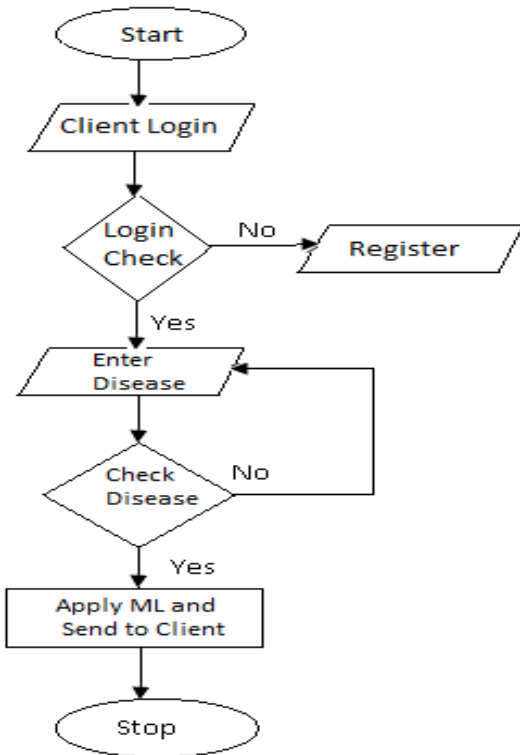 Start
Client Login
Login
Check
No
Register
Yes
Enter
Disease
Check
Disease
No
Yes
Apply ML and
Send to Client
Stop